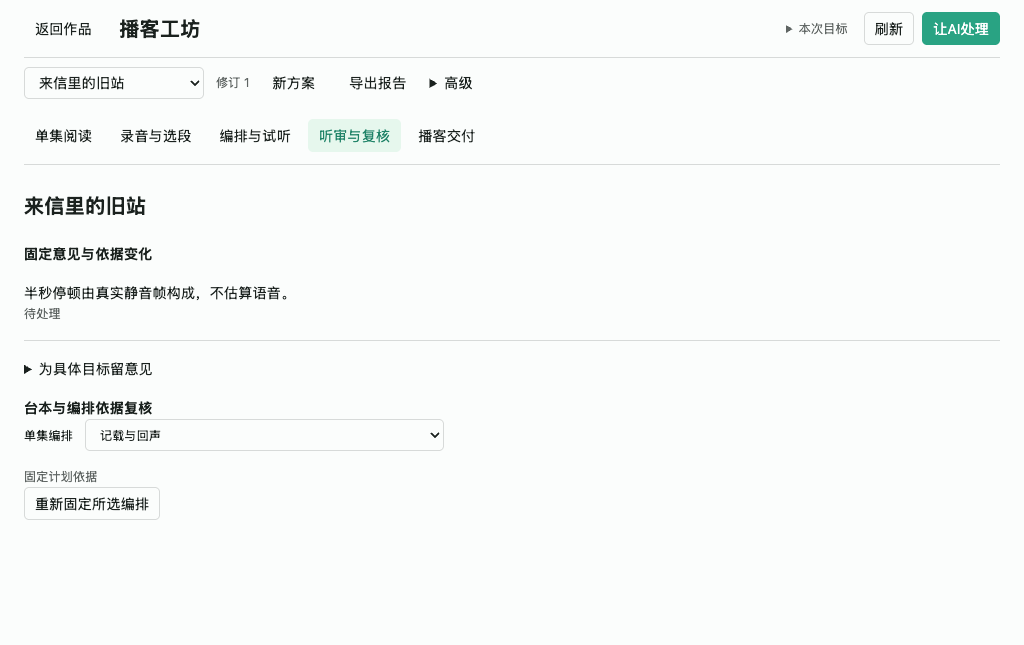 返回作品 播客工坊 本次目标 刷新 让AI处理
来信里的旧站 修订 1 新方案 导出报告 高级
单集阅读 录音与选段 编排与试听 听审与复核 播客交付
来信里的旧站
固定意见与依据变化
半秒停顿由真实静音帧构成，不估算语音。
待处理
为具体目标留意见
台本与编排依据复核
单集编排 记载与回声
固定计划依据
重新固定所选编排